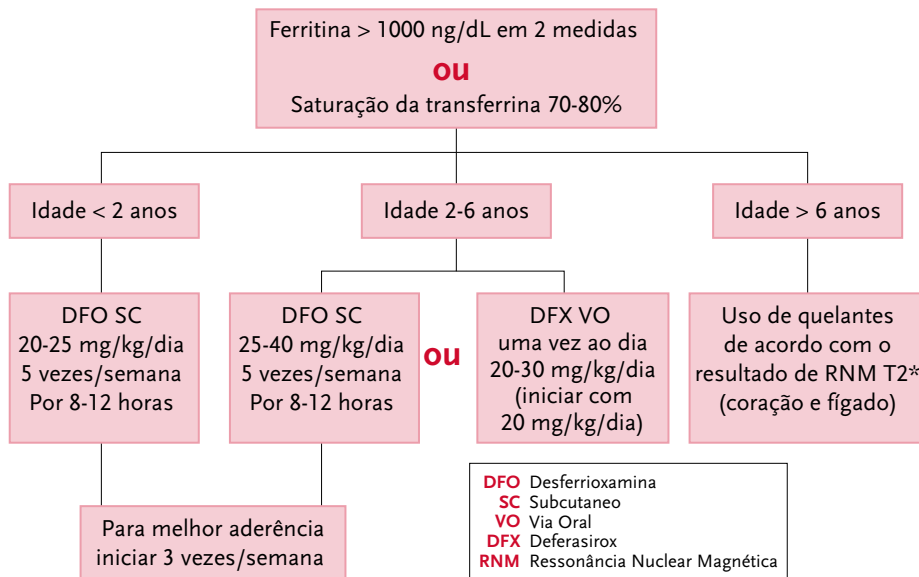 Ferritina > 1000 ng/dL em 2 medidas
ou
Saturação da transferrina 70-80%
Idade < 2 anos
Idade 2-6 anos
Idade > 6 anos
DFO SC
20-25 mg/kg/dia
5 vezes/semana
Por 8-12 horas
DFO SC
25-40 mg/kg/dia
5 vezes/semana
Por 8-12 horas
ou
DFX VO
uma vez ao dia
20-30 mg/kg/dia
(iniciar com
20 mg/kg/dia)
Uso de quelantes
de acordo com o
resultado de RNM T2*
(coração e fígado)
Para melhor aderência
iniciar 3 vezes/semana
DFO Desferrioxamina
SC Subcutaneo
VO Via Oral
DFX Deferasirox
RNM Ressonância Nuclear Magnética